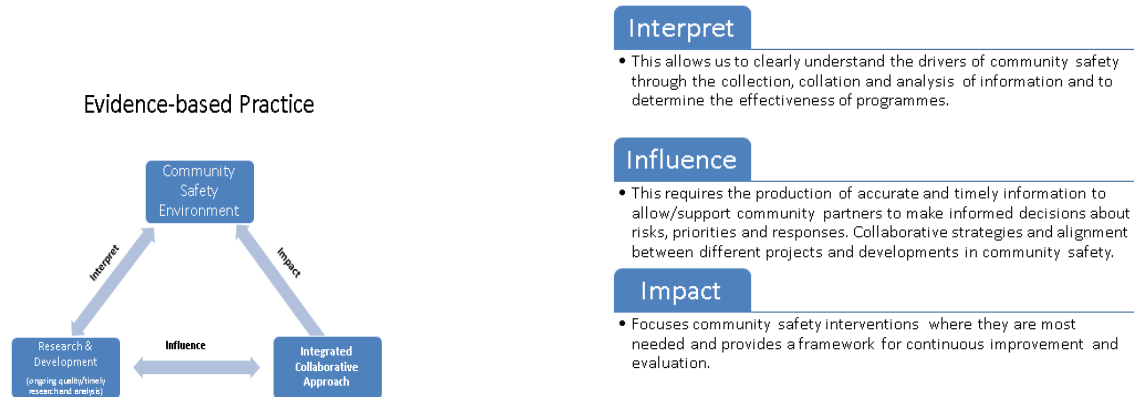 Evidence-based Practice
Community
Safety
Environment
Interpret
Impact
Research &
Development
(ongoing quality/timely
research and analysis)
Influence
Integrated
Collaborative
Approach
Interpret
• This allows us to clearly understand the drivers of community safety
through the collection, collation and analysis of information and to
determine the effectiveness of programmes.
Influence
• This requires the production of accurate and timely information to
allow/support community partners to make informed decisions about
risks, priorities and responses. Collaborative strategies and alignment
between different projects and developments in community safety.
Impact
• Focuses community safety interventions where they are most
needed and provides a framework for continuous improvement and
evaluation.